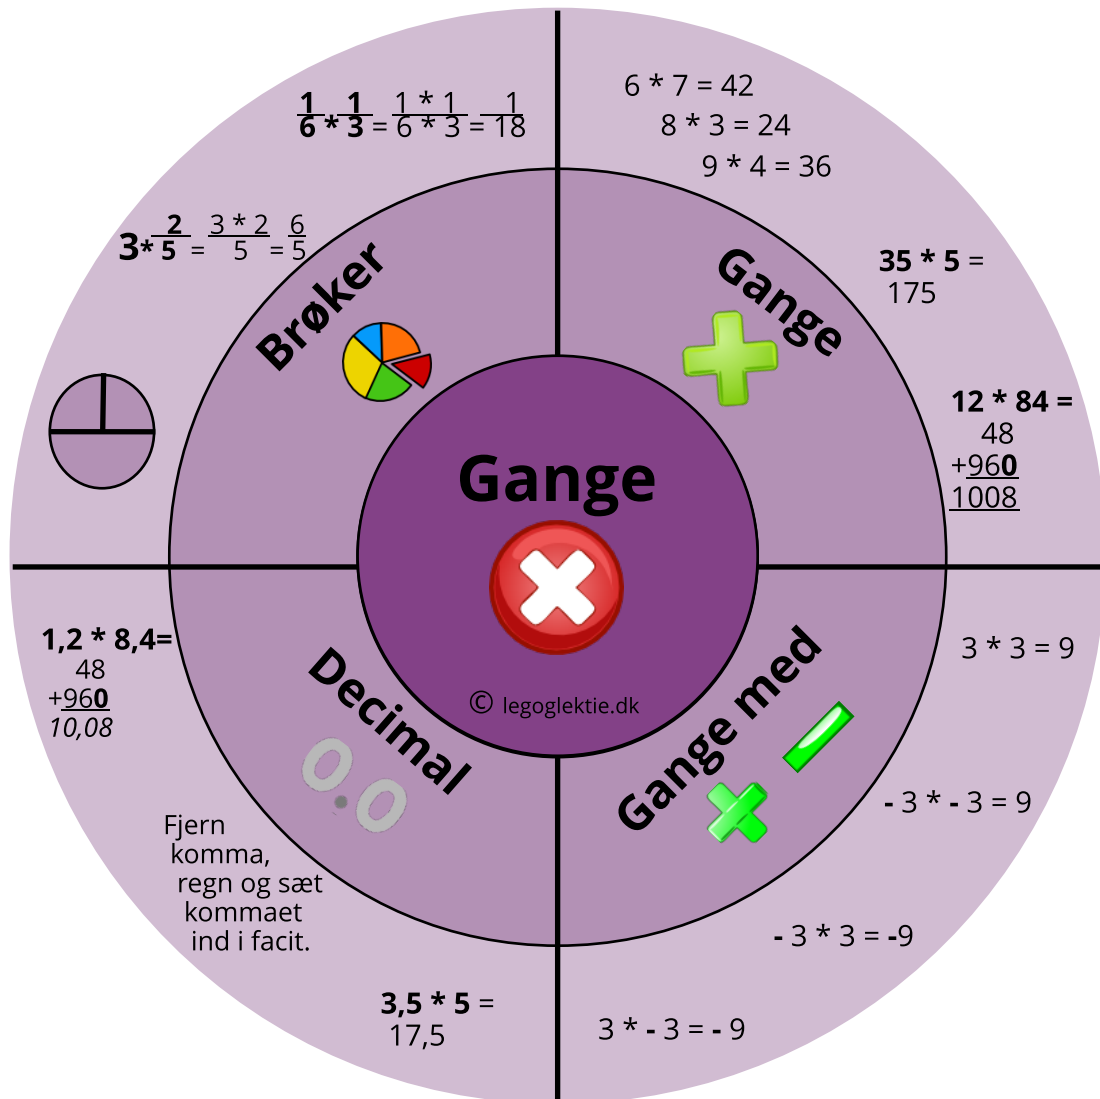 Gange
© legoglektie.dk
Brøker
1/6 * 1/3 = 1 * 1/6 * 3 = 1/18
3 * 2/5 = 3 * 2/5 = 6/5
Gange
6 * 7 = 42
8 * 3 = 24
9 * 4 = 36
35 * 5 =
175
12 * 84 =
48
+960
1008
Gange med
3 * 3 = 9
- 3 * - 3 = 9
- 3 * 3 = -9
3 * - 3 = - 9
Decimal
0.0
1,2 * 8,4=
48
+960
10,08
Fjern
komma,
regn og sæt
kommaet
ind i facit.
3,5 * 5 =
17,5